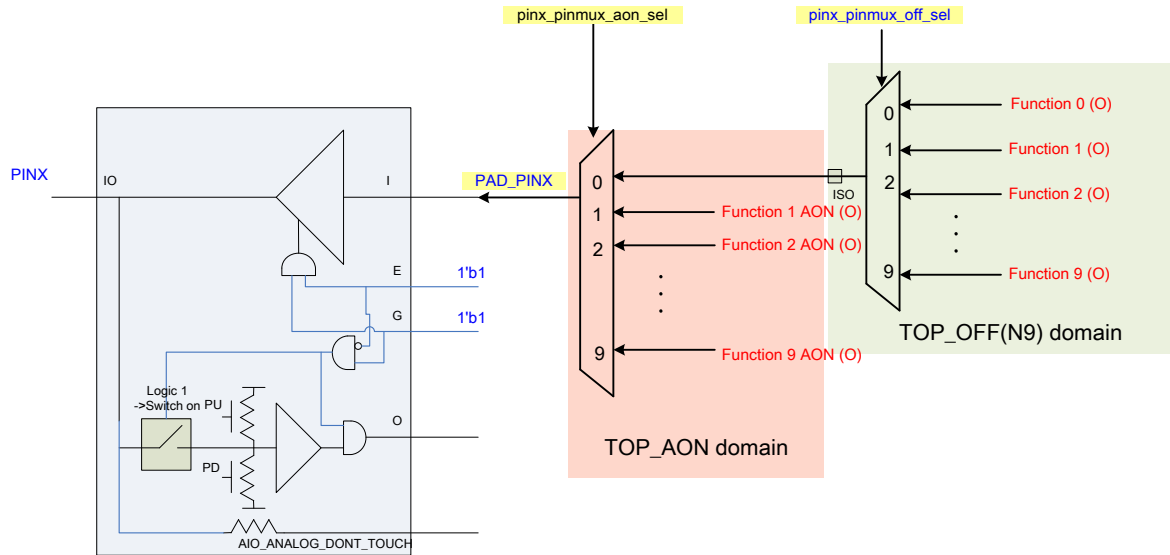 pinx_pinmux_aon_sel
pinx_pinmux_off_sel
0
Function 0 (O)
1
Function 1 (O)
2
Function 2 (O)
9
Function 9 (O)
TOP_OFF(N9) domain
ISO
0
1
Function 1 AON (O)
2
Function 2 AON (O)
9
Function 9 AON (O)
TOP_AON domain
PINX
IO
I
PAD_PINX
E
1'b1
G
1'b1
Logic 1
->Switch on
PU
O
PD
AIO_ANALOG_DONT_TOUCH